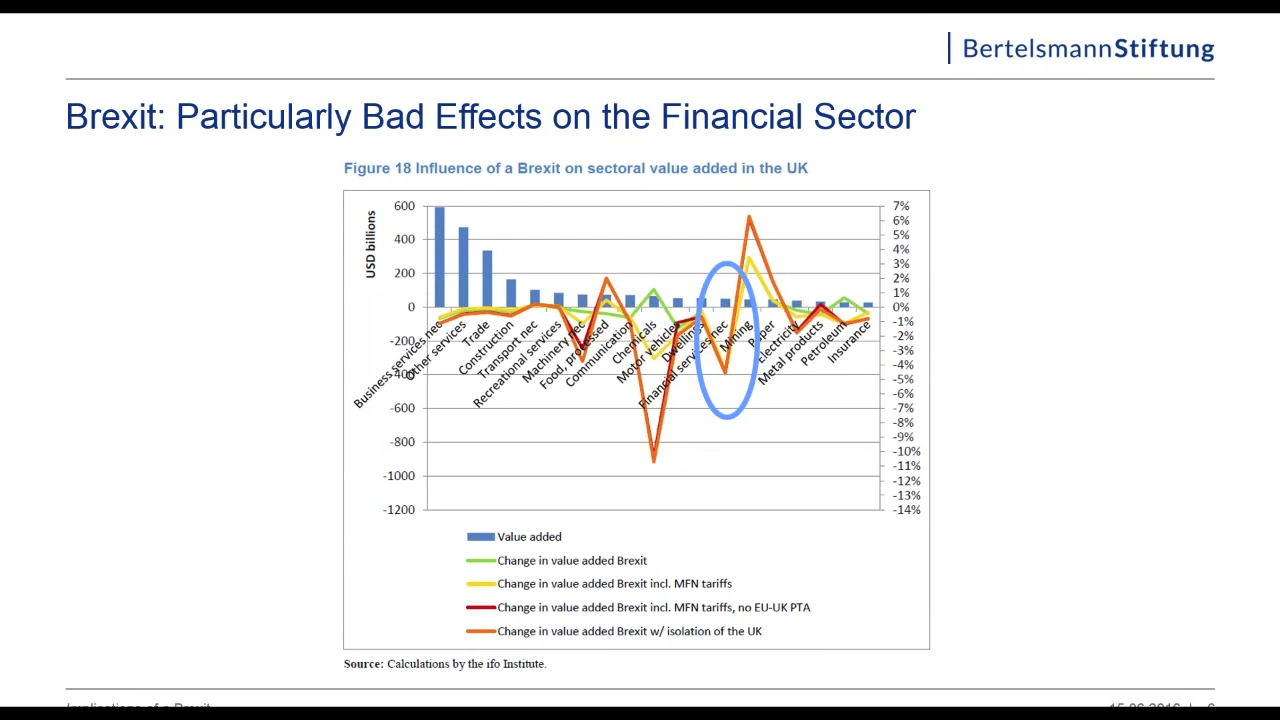 BertelsmannStiftung
Brexit: Particularly Bad Effects on the Financial Sector
Figure 18 Influence of a Brexit on sectoral value added in the UK
USD billions
600
400
200
0
-200
-400
-600
-800
-1000
-1200
7%
6%
5%
4%
3%
2%
1%
0%
-1%
-2%
-3%
-4%
-5%
-6%
-7%
-8%
-9%
-10%
-11%
-12%
-13%
-14%
Business services nec
Other services
Trade
Construction
Transport nec
Recreational services
Machinery nec
Food, processed
Communication
Chemicals
Motor vehicles
Dwellings
Financial services nec
Mining
Paper
Electricity
Metal products
Petroleum
Insurance
Value added
Change in value added Brexit
Change in value added Brexit incl. MFN tariffs
Change in value added Brexit incl. MFN tariffs, no EU-UK PTA
Change in value added Brexit w/ isolation of the UK
Source: Calculations by the ifo Institute.
Implications of a Brexit
15.06.2016 |